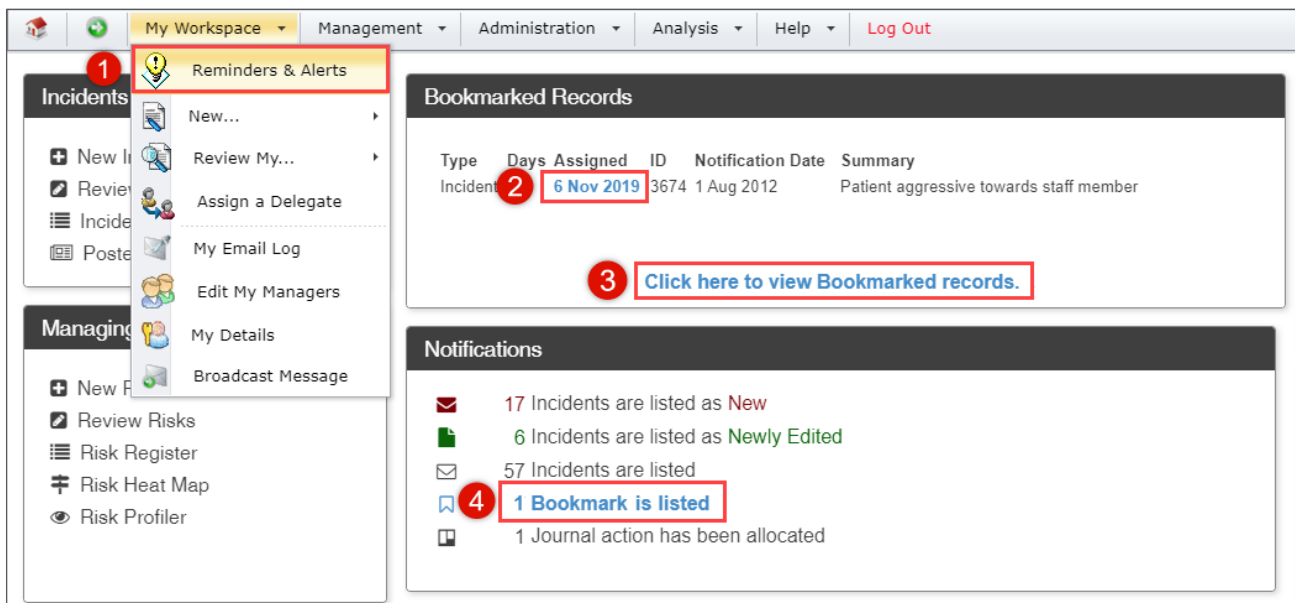 My Workspace Management Administration Analysis Help Log Out
1 Reminders & Alerts
New...
Review My...
Assign a Delegate
My Email Log
Edit My Managers
My Details
Broadcast Message
Incidents
New
Review
Poste
Managing
New
Review Risks
Risk Register
Risk Heat Map
Risk Profiler
Bookmarked Records
Type Days Assigned ID Notification Date Summary
Incident 2 6 Nov 2019 3674 1 Aug 2012 Patient aggressive towards staff member
3 Click here to view Bookmarked records.
Notifications
17 Incidents are listed as New
6 Incidents are listed as Newly Edited
57 Incidents are listed
4 1 Bookmark is listed
1 Journal action has been allocated